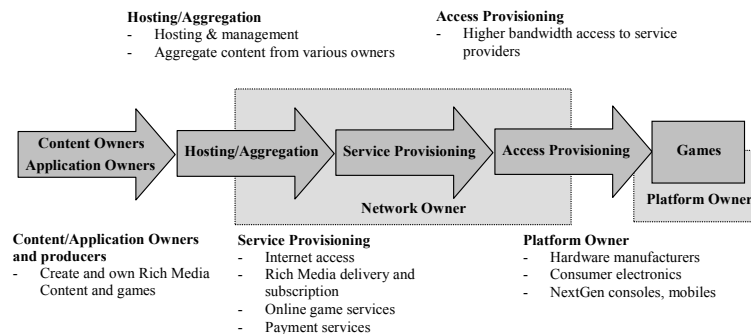 Hosting/Aggregation
- Hosting & management
- Aggregate content from various owners
Access Provisioning
- Higher bandwidth access to service
providers
Content Owners
Application Owners
Hosting/Aggregation
Service Provisioning
Access Provisioning
Games
Network Owner
Platform Owner
Content/Application Owners
and producers
- Create and own Rich Media
Content and games
Service Provisioning
- Internet access
- Rich Media delivery and
subscription
- Online game services
- Payment services
Platform Owner
- Hardware manufacturers
- Consumer electronics
- NextGen consoles, mobiles